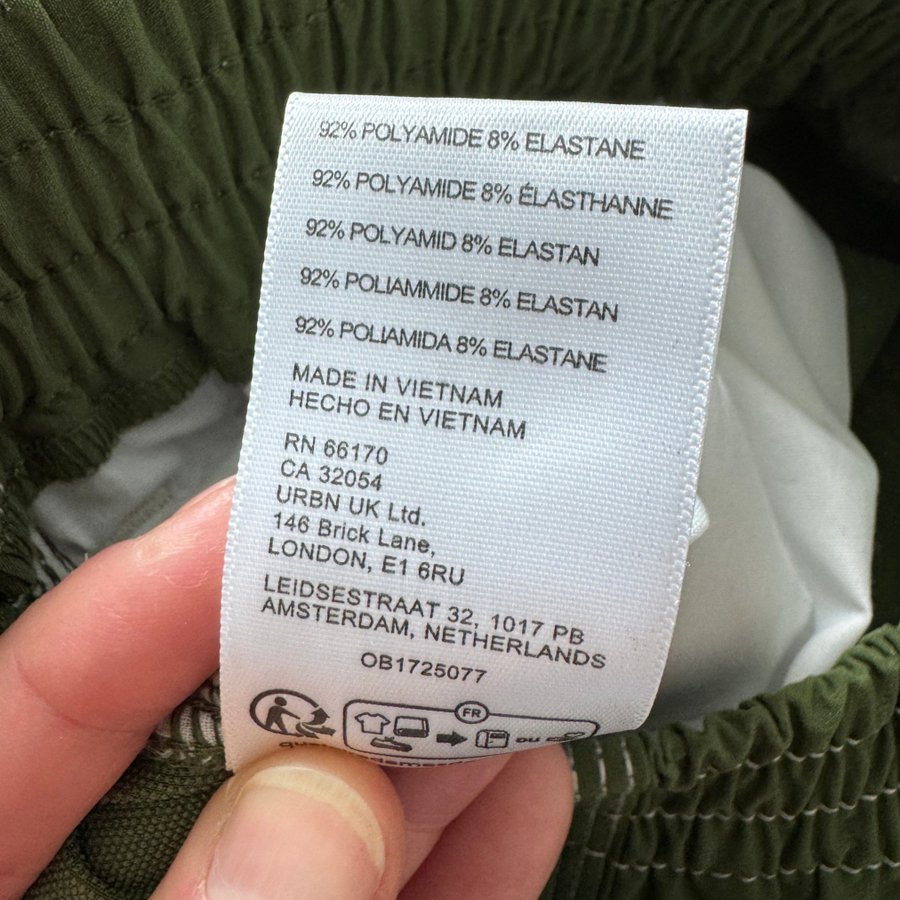 92% POLYAMIDE 8% ELASTANE
92% POLYAMIDE 8% ÉLASTHANNE
92% POLYAMID 8% ELASTAN
92% POLIAMMIDE 8% ELASTAN
92% POLIAMIDA 8% ELASTANE
MADE IN VIETNAM
HECHO EN VIETNAM
RN 66170
CA 32054
URBN UK Ltd.
146 Brick Lane,
LONDON, E1 6RU
LEIDSESTRAAT 32, 1017 PB
AMSTERDAM, NETHERLANDS
OB1725077
FR
ou